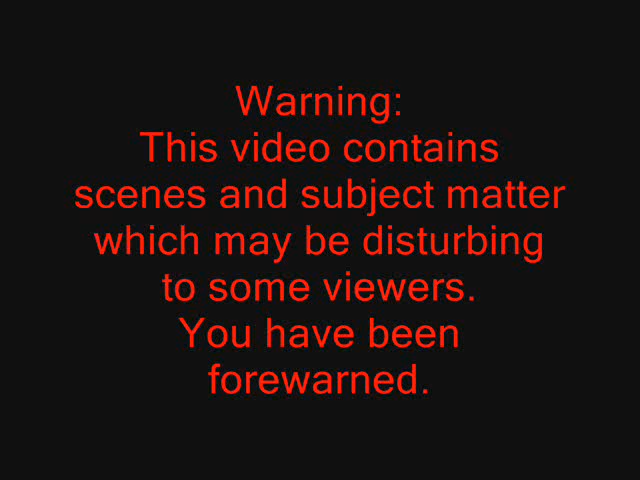 Warning:
This video contains
scenes and subject matter
which may be disturbing
to some viewers.
You have been
forewarned.